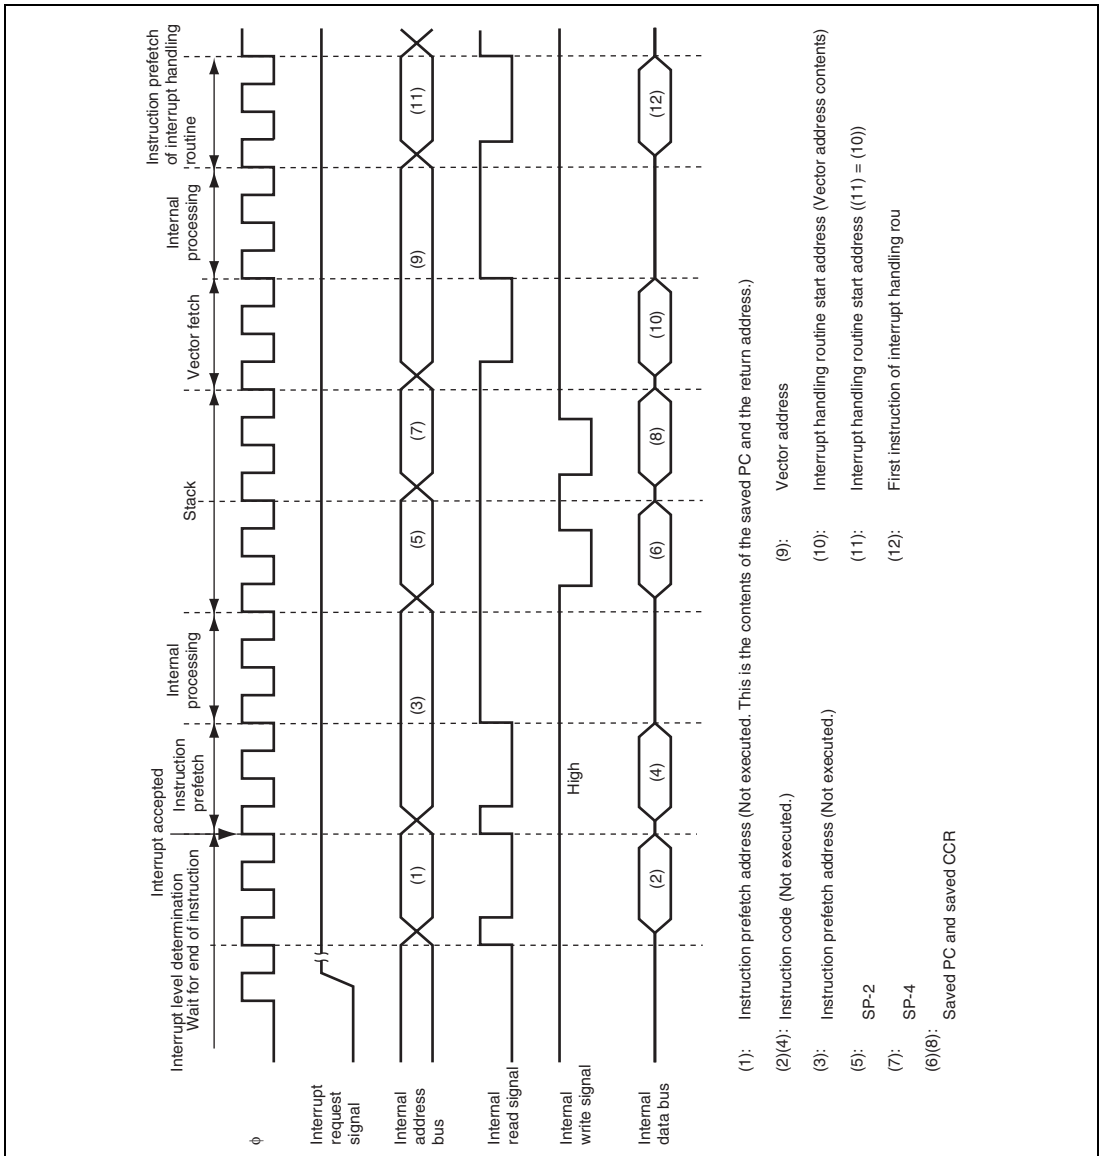 Interrupt accepted
Interrupt level determination
Wait for end of instruction
Instruction
prefetch
Internal
processing
Stack
Vector fetch
Internal
processing
Instruction prefetch
of interrupt handling
routine
φ
Interrupt
request
signal
Internal
address
bus
(1)
(3)
(5)
(7)
(9)
(11)
Internal
read signal
Internal
write signal
High
Internal
data bus
(2)
(4)
(6)
(8)
(10)
(12)
(1): Instruction prefetch address (Not executed. This is the contents of the saved PC and the return address.)
(2)(4): Instruction code (Not executed.)
(3): Instruction prefetch address (Not executed.)
(5): SP-2
(7): SP-4
(6)(8): Saved PC and saved CCR
(9): Vector address
(10): Interrupt handling routine start address (Vector address contents)
(11): Interrupt handling routine start address ((11) = (10))
(12): First instruction of interrupt handling rou